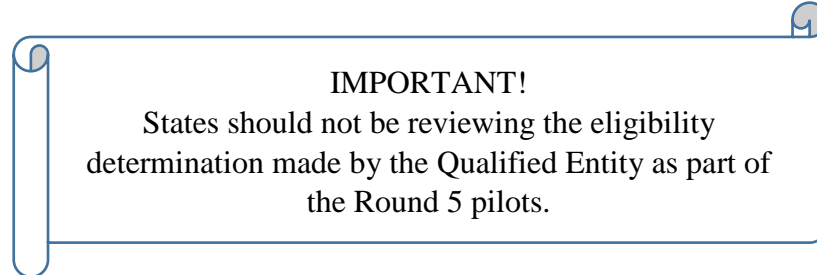 IMPORTANT!
States should not be reviewing the eligibility
determination made by the Qualified Entity as part of
the Round 5 pilots.